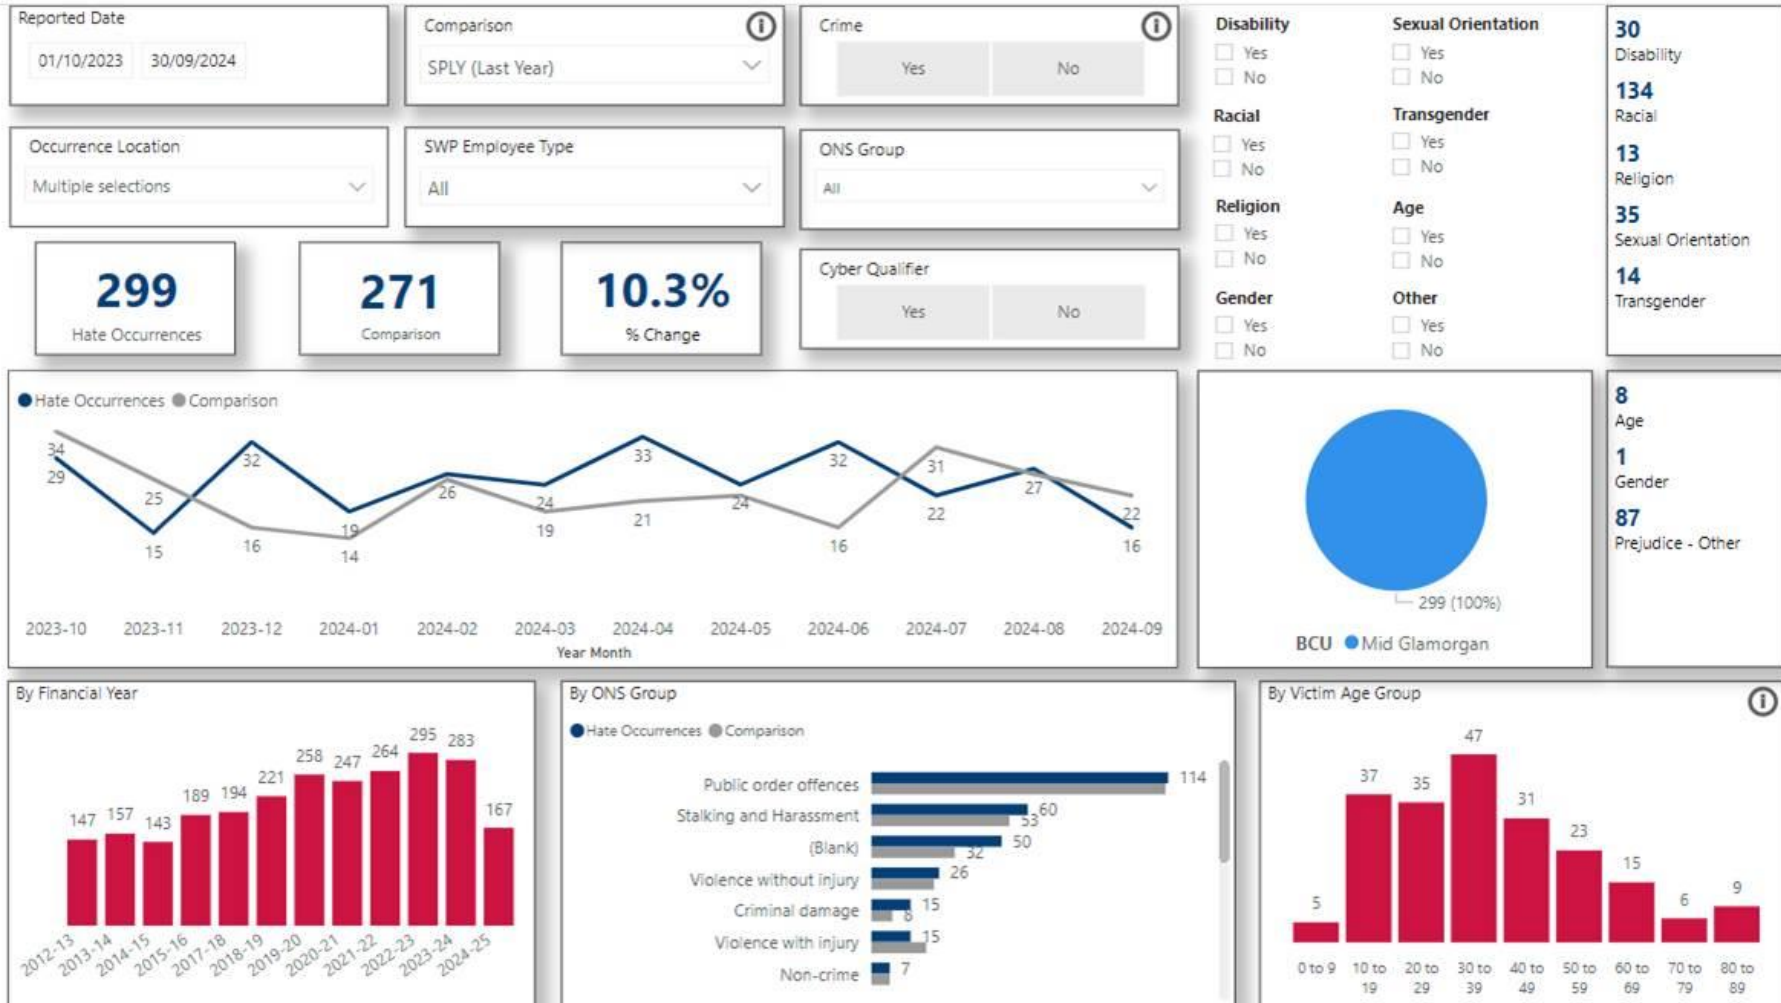 Reported Date
01/10/2023 30/09/2024
Comparison
SPLY (Last Year)
Crime
Yes No
Occurrence Location
Multiple selections
SWP Employee Type
All
ONS Group
All
299
Hate Occurrences
271
Comparison
10.3%
% Change
Cyber Qualifier
Yes No
Disability
Yes
No
Sexual Orientation
Yes
No
Racial
Yes
No
Transgender
Yes
No
Religion
Yes
No
Age
Yes
No
Gender
Yes
No
Other
Yes
No
30
Disability
134
Racial
13
Religion
35
Sexual Orientation
14
Transgender
Hate Occurrences Comparison
34
29
25
15
32
16
19
14
26
24
19
33
21
24
32
16
31
22
27
22
16
2023-10 2023-11 2023-12 2024-01 2024-02 2024-03 2024-04 2024-05 2024-06 2024-07 2024-08 2024-09
Year Month
299 (100%)
BCU Mid Glamorgan
8
Age
1
Gender
87
Prejudice - Other
By Financial Year
147 157 143 189 194 221 258 247 264 295 283 167
2012-13 2013-14 2014-15 2015-16 2017-18 2018-19 2019-20 2020-21 2021-22 2022-23 2023-24 2024-25
By ONS Group
Hate Occurrences Comparison
Public order offences 114
Stalking and Harassment 60
53
(Blank) 50
32
Violence without injury 26
Criminal damage 15
8
Violence with injury 15
Non-crime 7
By Victim Age Group
5 37 35 47 31 23 15 6 9
0 to 9 10 to 19 20 to 29 30 to 39 40 to 49 50 to 59 60 to 69 70 to 79 80 to 89